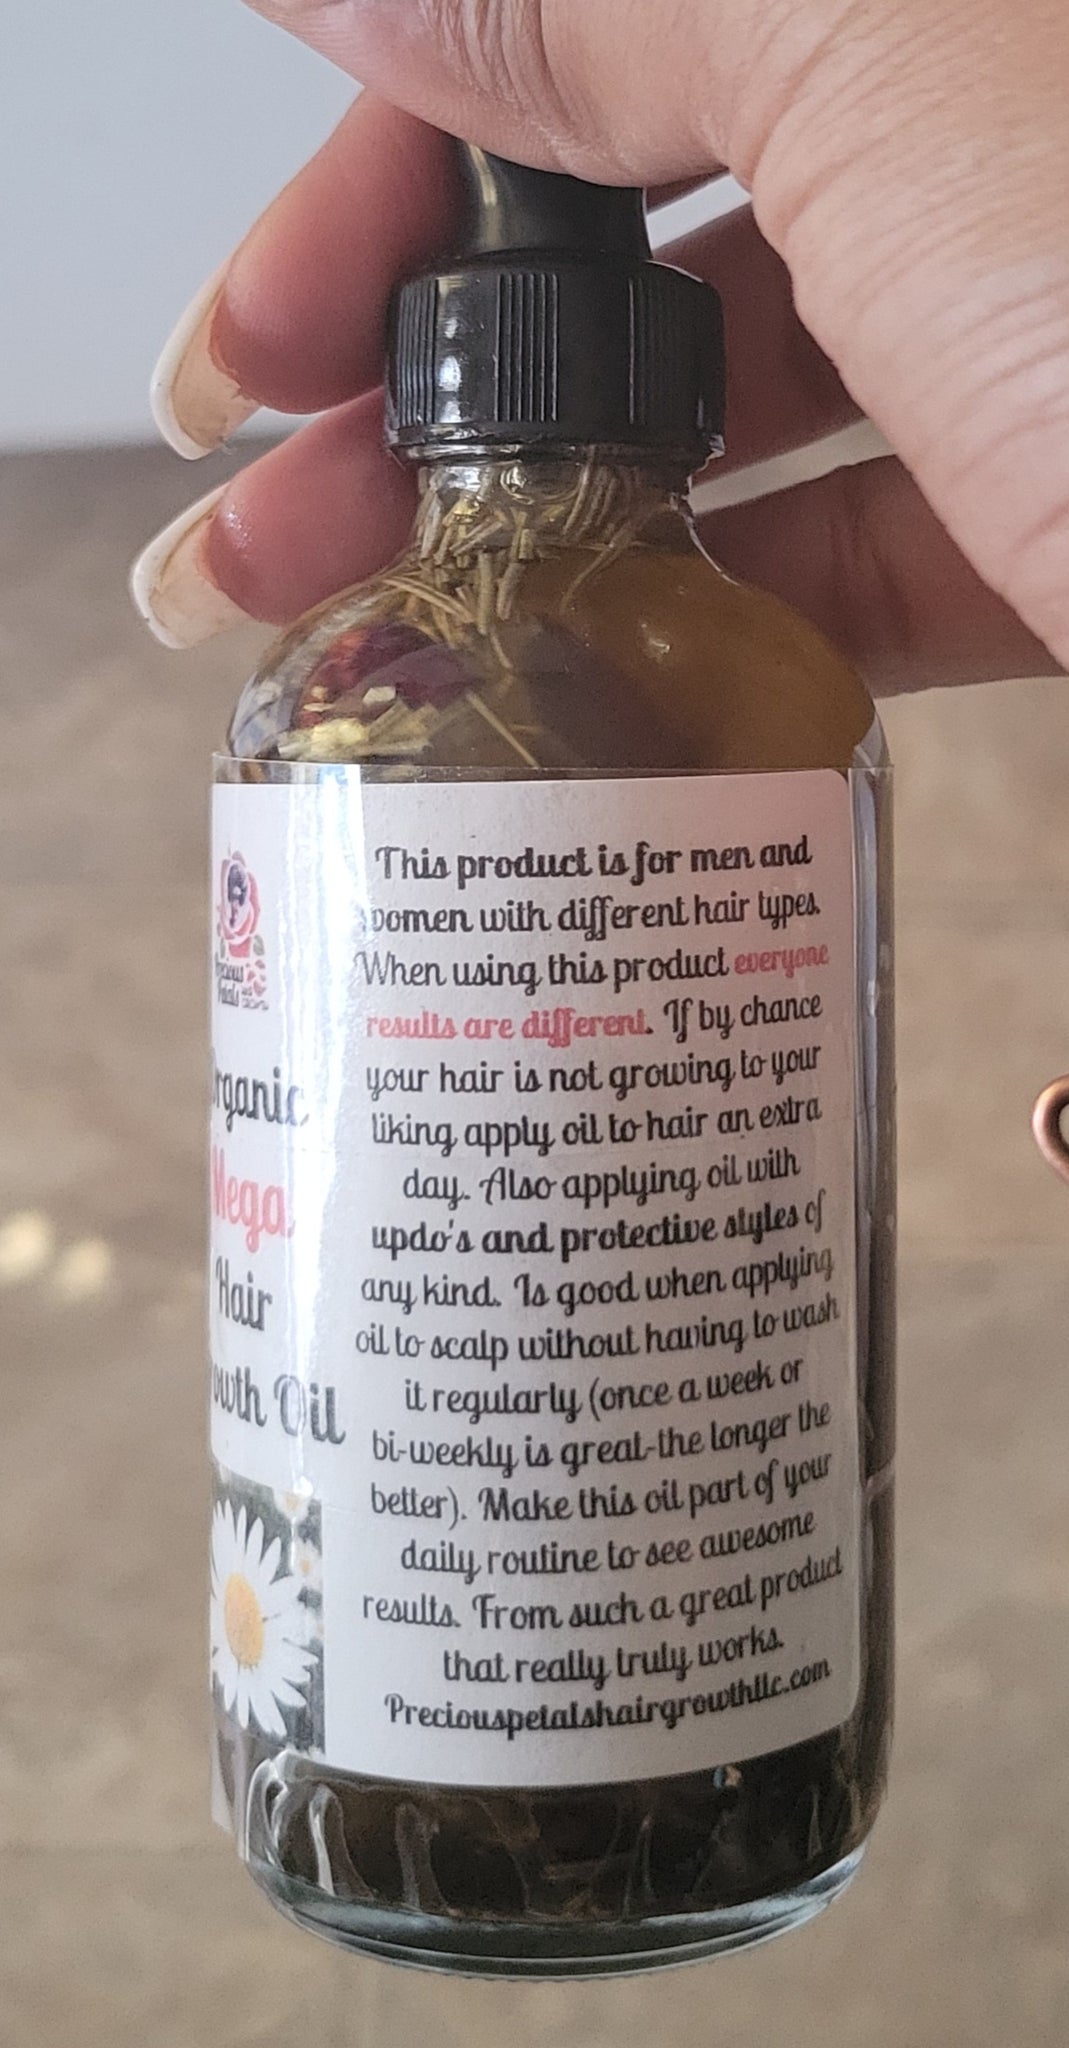 Organic
Mega
Hair
owth Oil
This product is for men and
women with different hair types.
When using this product everyone
results are different. If by chance
your hair is not growing to your
liking apply oil to hair an extra
day. Also applying oil with
updo's and protective styles of
any kind. Is good when applying
oil to scalp without having to wash
it regularly (once a week or
bi-weekly is great-the longer the
better). Make this oil part of your
daily routine to see awesome
results. From such a great product
that really truly works.
Preciouspetalshairgrowthllc.com